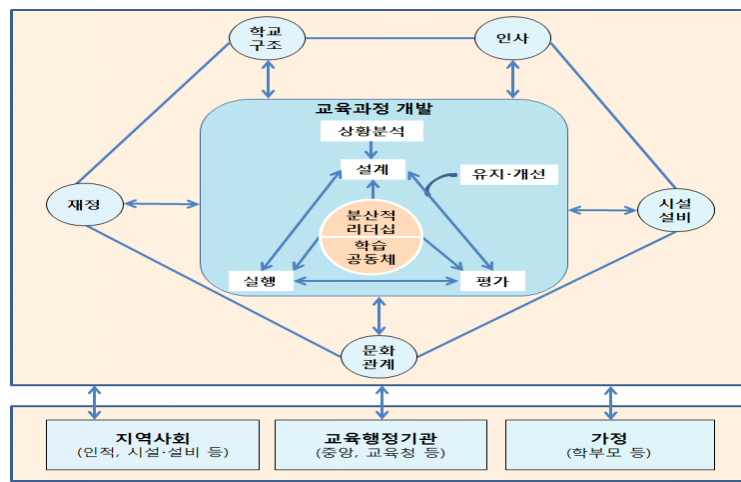 학교
구조
인사
교육과정 개발
상황분석
설계
유지·개선
재정
분산적
리더십
학습
공동체
시설
설비
실행
평가
문화
관계
지역사회
(인적, 시설·설비 등)
교육행정기관
(중앙, 교육청 등)
가정
(학부모 등)